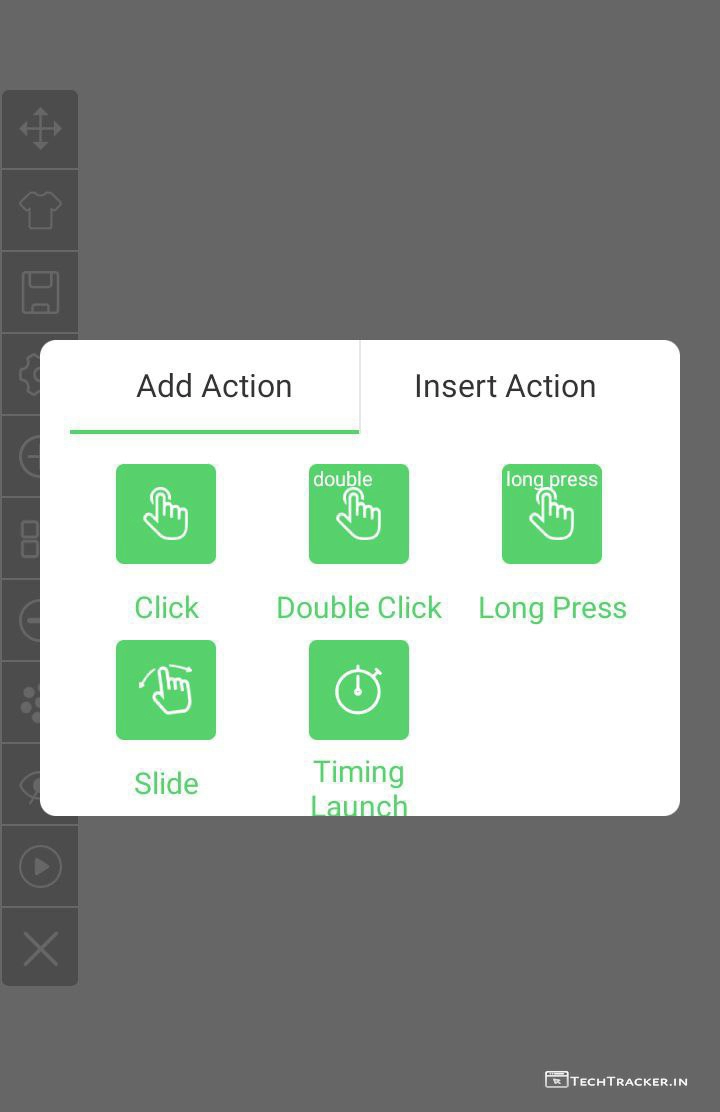 Add Action
Insert Action
double
long press
Click
Double Click
Long Press
Slide
Timing
Launch
TECHTRACKER.IN